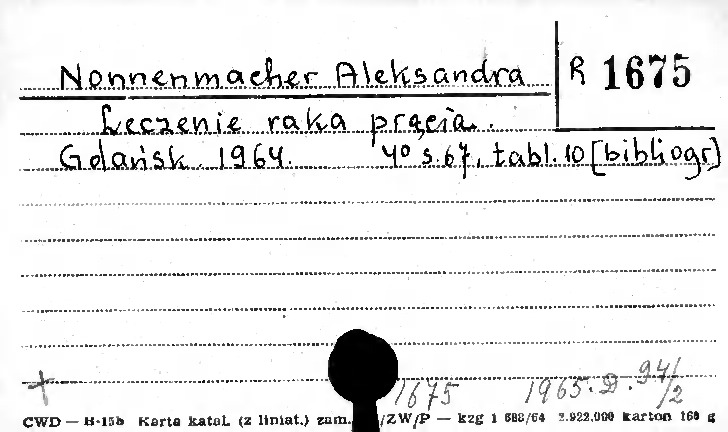 Nonnenmacher Aleksandra R 1675
Leczenie raka prącia.
Gdańsk. 1964. 4° s. 67, tabl. 10 [bibliogr]
1675 1965. D. 94/2
CWD — H-15b Karta katal. (z liniat.) zam. /ZW/P — kzg 1 688/64 2.922.000 karton 160 g